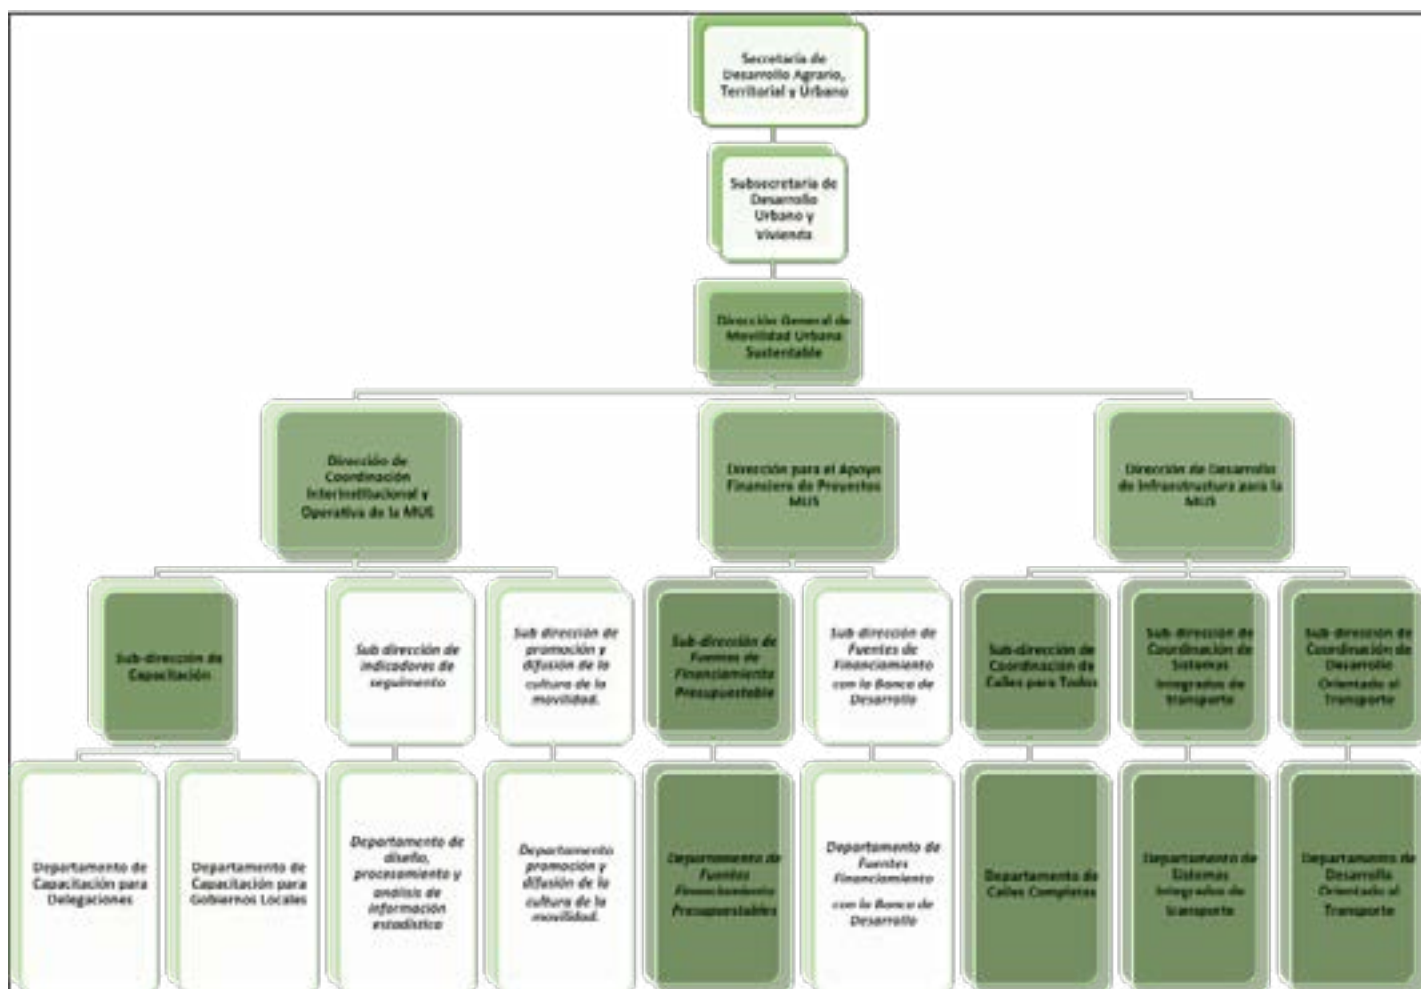 Secretaría de
Desarrollo Agrario,
Territorial y Urbano
Subsecretaría de
Desarrollo
Urbano y
Vivienda
Dirección General de
Movilidad Urbana
Sustentable
Dirección de
Coordinación
Interinstitucional y
Operativa de la MUS
Dirección para el Apoyo
Financiero de Proyectos
MUS
Dirección de Desarrollo
de Infraestructura para la
MUS
Sub-dirección de
Capacitación
Sub dirección de
indicadores de
seguimento
Sub dirección de
promoción y
difusión de la
cultura de la
movilidad.
Sub-dirección de
Fuentes de
Financiamiento
Presupuestable
Sub dirección de
Fuentes de
Financiamiento
con la Banca de
Desarrollo
Sub-dirección de
Coordinación de
Calles para Todos
Sub-dirección de
Coordinación de
Sistemas
Integrados de
transporte
Sub-dirección de
Coordinación de
Desarrollo
Orientado al
Transporte
Departamento de
Capacitación para
Delegaciones
Departamento de
Capacitación para
Gobiernos Locales
Departamento de
diseño,
procesamiento y
análisis de
información
estadística
Departamento
promoción y
difusión de la
cultura de la
movilidad.
Departamento de
Fuentes
Financiamiento
Presupuestables
Departamento de
Fuentes
Financiamiento
con la Banca de
Desarrollo
Departamento de
Calles Completas
Departamento de
Sistemas
Integrados de
transporte
Departamento de
Desarrollo
Orientado al
Transporte